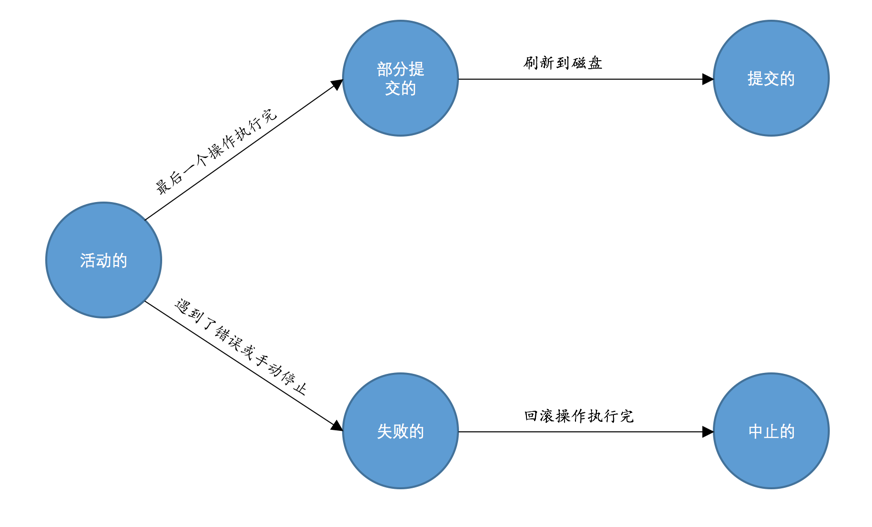 部分提
交的
刷新到磁盘
提交的
最后一个操作执行完
活动的
遇到了错误或手动停止
失败的
回滚操作执行完
中止的